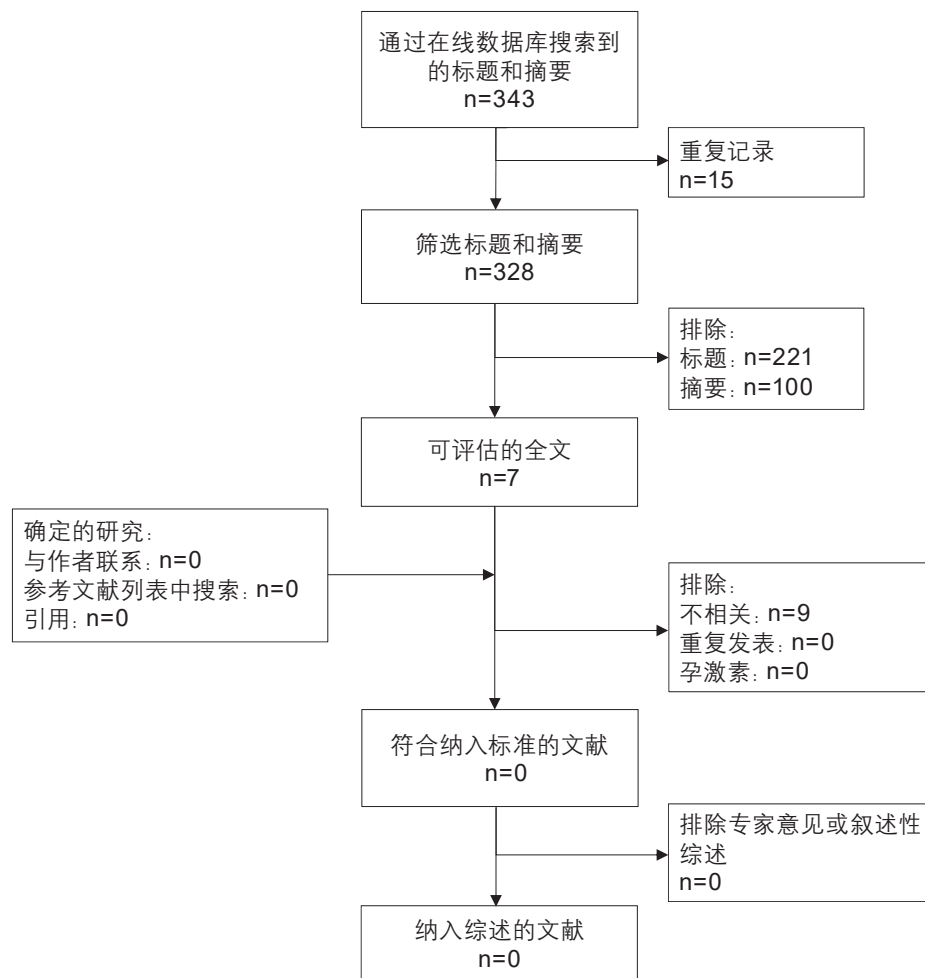 通过在线数据库搜索到
的标题和摘要
n=343
重复记录
n=15
筛选标题和摘要
n=328
排除：
标题：n=221
摘要：n=100
可评估的全文
n=7
确定的研究：
与作者联系：n=0
参考文献列表中搜索：n=0
引用：n=0
排除：
不相关：n=9
重复发表：n=0
孕激素：n=0
符合纳入标准的文献
n=0
排除专家意见或叙述性
综述
n=0
纳入综述的文献
n=0